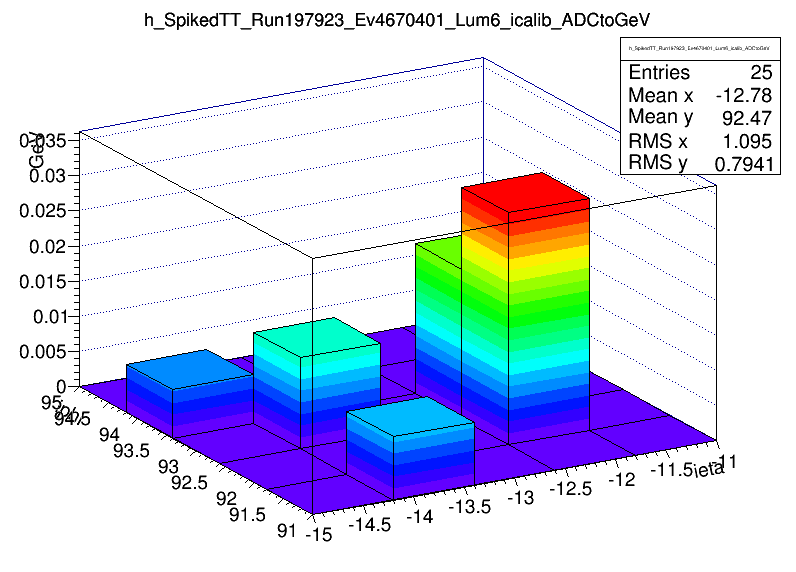 h_SpikedTT_Run197923_Ev4670401_Lum6_icalib_ADCtoGeV
h_SpikedTT_Run197923_Ev4670401_Lum6_icalib_ADCtoGeV
Entries 25
Mean x -12.78
Mean y 92.47
RMS x 1.095
RMS y 0.7941
GeV
0.035
0.03
0.025
0.02
0.015
0.01
0.005
0
95
94.5
94
93.5
93
92.5
92
91.5
91
-15
-14.5
-14
-13.5
-13
-12.5
-12
-11.5
-11
ieta